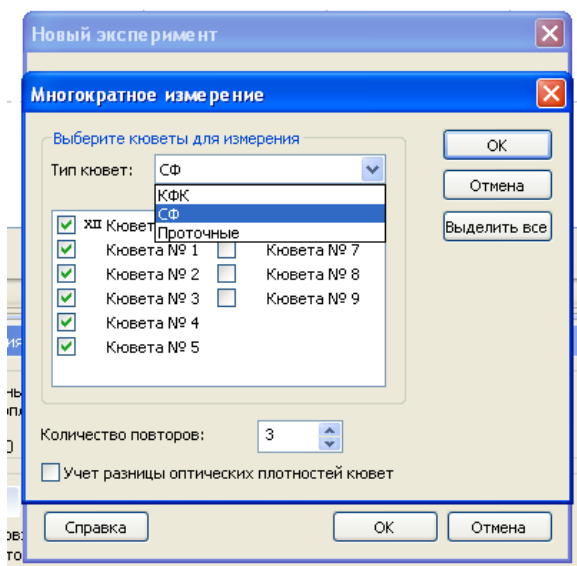 Новый эксперимент
Многократное измерение
Выберите кюветы для измерения
Тип кювет: СФ
КФК
СФ
Проточные
ХП Кювет
Кювета № 1 Кювета № 7
Кювета № 2 Кювета № 8
Кювета № 3 Кювета № 9
Кювета № 4
Кювета № 5
ОК
Отмена
Выделить все
Количество повторов: 3
Учет разницы оптических плотностей кювет
Справка ОК Отмена